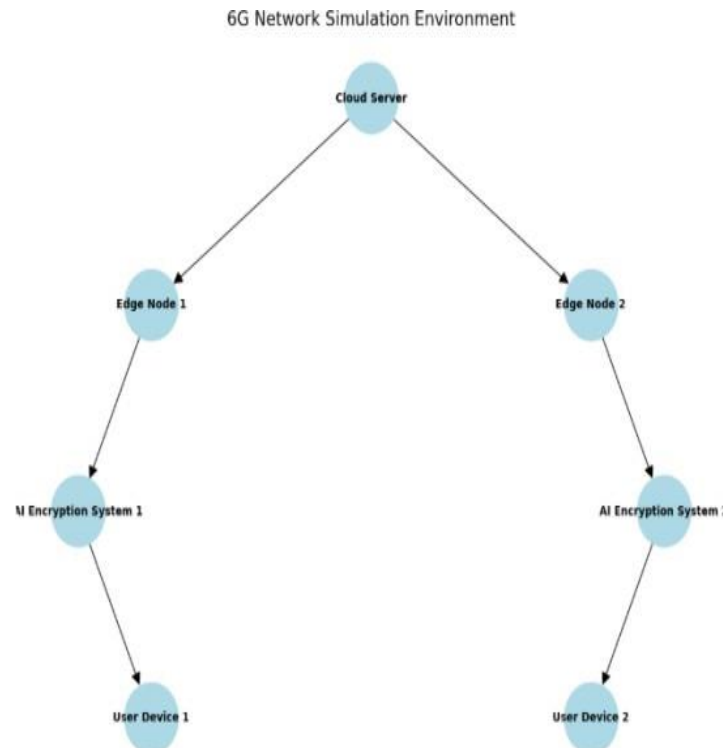 6G Network Simulation Environment
Cloud Server
Edge Node 1
Edge Node 2
AI Encryption System 1
AI Encryption System
User Device 1
User Device 2